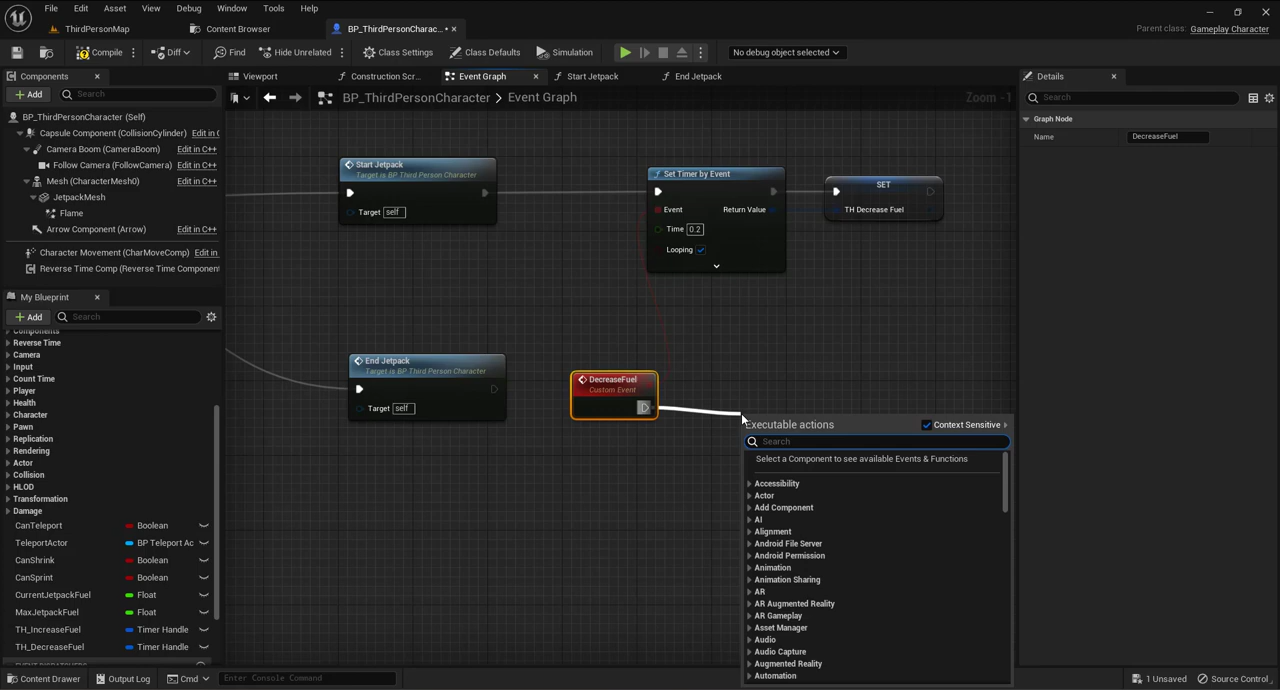 File Edit Asset View Debug Window Tools Help
ThirdPersonMap Content Browser BP_ThirdPersonCharac... •
Parent class: Gameplay Character
Compile Diff Find Hide Unrelated Class Settings Class Defaults Simulation No debug object selected
Components Viewport Construction Scr... Event Graph Start Jetpack End Jetpack Details
Add Search
BP_ThirdPersonCharacter > Event Graph
Zoom -1
Search
BP_ThirdPersonCharacter (Self)
Capsule Component (CollisionCylinder) Edit in C
Camera Boom (CameraBoom) Edit in C++
Follow Camera (FollowCamera) Edit in C++
Mesh (CharacterMesh0) Edit in C++
JetpackMesh
Flame
Arrow Component (Arrow) Edit in C++
Character Movement (CharMoveComp) Edit in
Reverse Time Comp (Reverse Time Component
My Blueprint
Add Search
Components
Reverse Time
Camera
Input
Count Time
Player
Health
Character
Pawn
Replication
Rendering
Actor
Collision
HLOD
Transformation
Damage
CanTeleport Boolean
TeleportActor BP Teleport Ac
CanShrink Boolean
CanSprint Boolean
CurrentJetpackFuel Float
MaxJetpackFuel Float
TH_IncreaseFuel Timer Handle
TH_DecreaseFuel Timer Handle
EVENT DISPATCHERS
Start Jetpack
Target is BP Third Person Character
Target self
Set Timer by Event
Event Return Value
Time 0.2
Looping
SET
TH Decrease Fuel
End Jetpack
Target is BP Third Person Character
Target self
DecreaseFuel
Custom Event
Executable actions Context Sensitive
Search
Select a Component to see available Events & Functions
Accessibility
Actor
Add Component
AI
Alignment
Android File Server
Android Permission
Animation
Animation Sharing
AR
AR Augmented Reality
AR Gameplay
Asset Manager
Audio
Audio Capture
Augmented Reality
Automation
Graph Node
Name DecreaseFuel
Content Drawer Output Log Cmd Enter Console Command 1 Unsaved Source Control